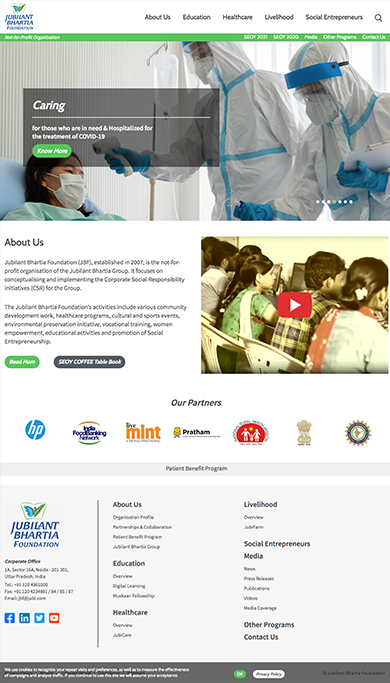 JUBILANT
BHARTIA
FOUNDATION
About Us
Education
Healthcare
Livelihood
Social Entrepreneurs
Not-for-Profit Organisation
SEOY 2021
SEOY 2020
Media
Other Programs
Contact Us
Caring
for those who are in need & Hospitalized for
the treatment of COVID-19
Know More
About Us
Jubilant Bhartia Foundation (JBF), established in 2007, is the not-for-
profit organisation of the Jubilant Bhartia Group. It focuses on
conceptualising and implementing the Corporate Social Responsibility
initiatives (CSR) for the Group.
The Jubilant Bhartia Foundation's activities include various community
development work, healthcare programs, cultural and sports events,
environmental preservation initiative, vocational training, women
empowerment, educational activities and promotion of Social
Entrepreneurship.
Read More
SEOY COFFEE Table Book
Our Partners
hp
India
FoodBanking
Network
live
mint
Pratham
Patient Benefit Program
JUBILANT
BHARTIA
FOUNDATION
Corporate Office
1A, Sector 16A, Noida - 201 301,
Uttar Pradesh, India
Tel.: +91 120 4361000
Fax: +91 120 4234881 / 84 / 85 / 87
Email: jbf@jubl.com
About Us
Organisation Profile
Partnerships & Collaboration
Patient Benefit Program
Jubilant Bhartia Group
Education
Overview
Digital Learning
Muskaan Fellowship
Healthcare
Overview
JubiCare
Livelihood
Overview
JubiFarm
Social Entrepreneurs
Media
News
Press Releases
Publications
Videos
Media Coverage
Other Programs
Contact Us
We use cookies to recognize your repeat visits and preferences, as well as to measure the effectiveness
of campaigns and analyze traffic. If you continue to use this site we will assume your acceptance.
OK
Privacy Policy
© Jubilant Bhartia Foundation